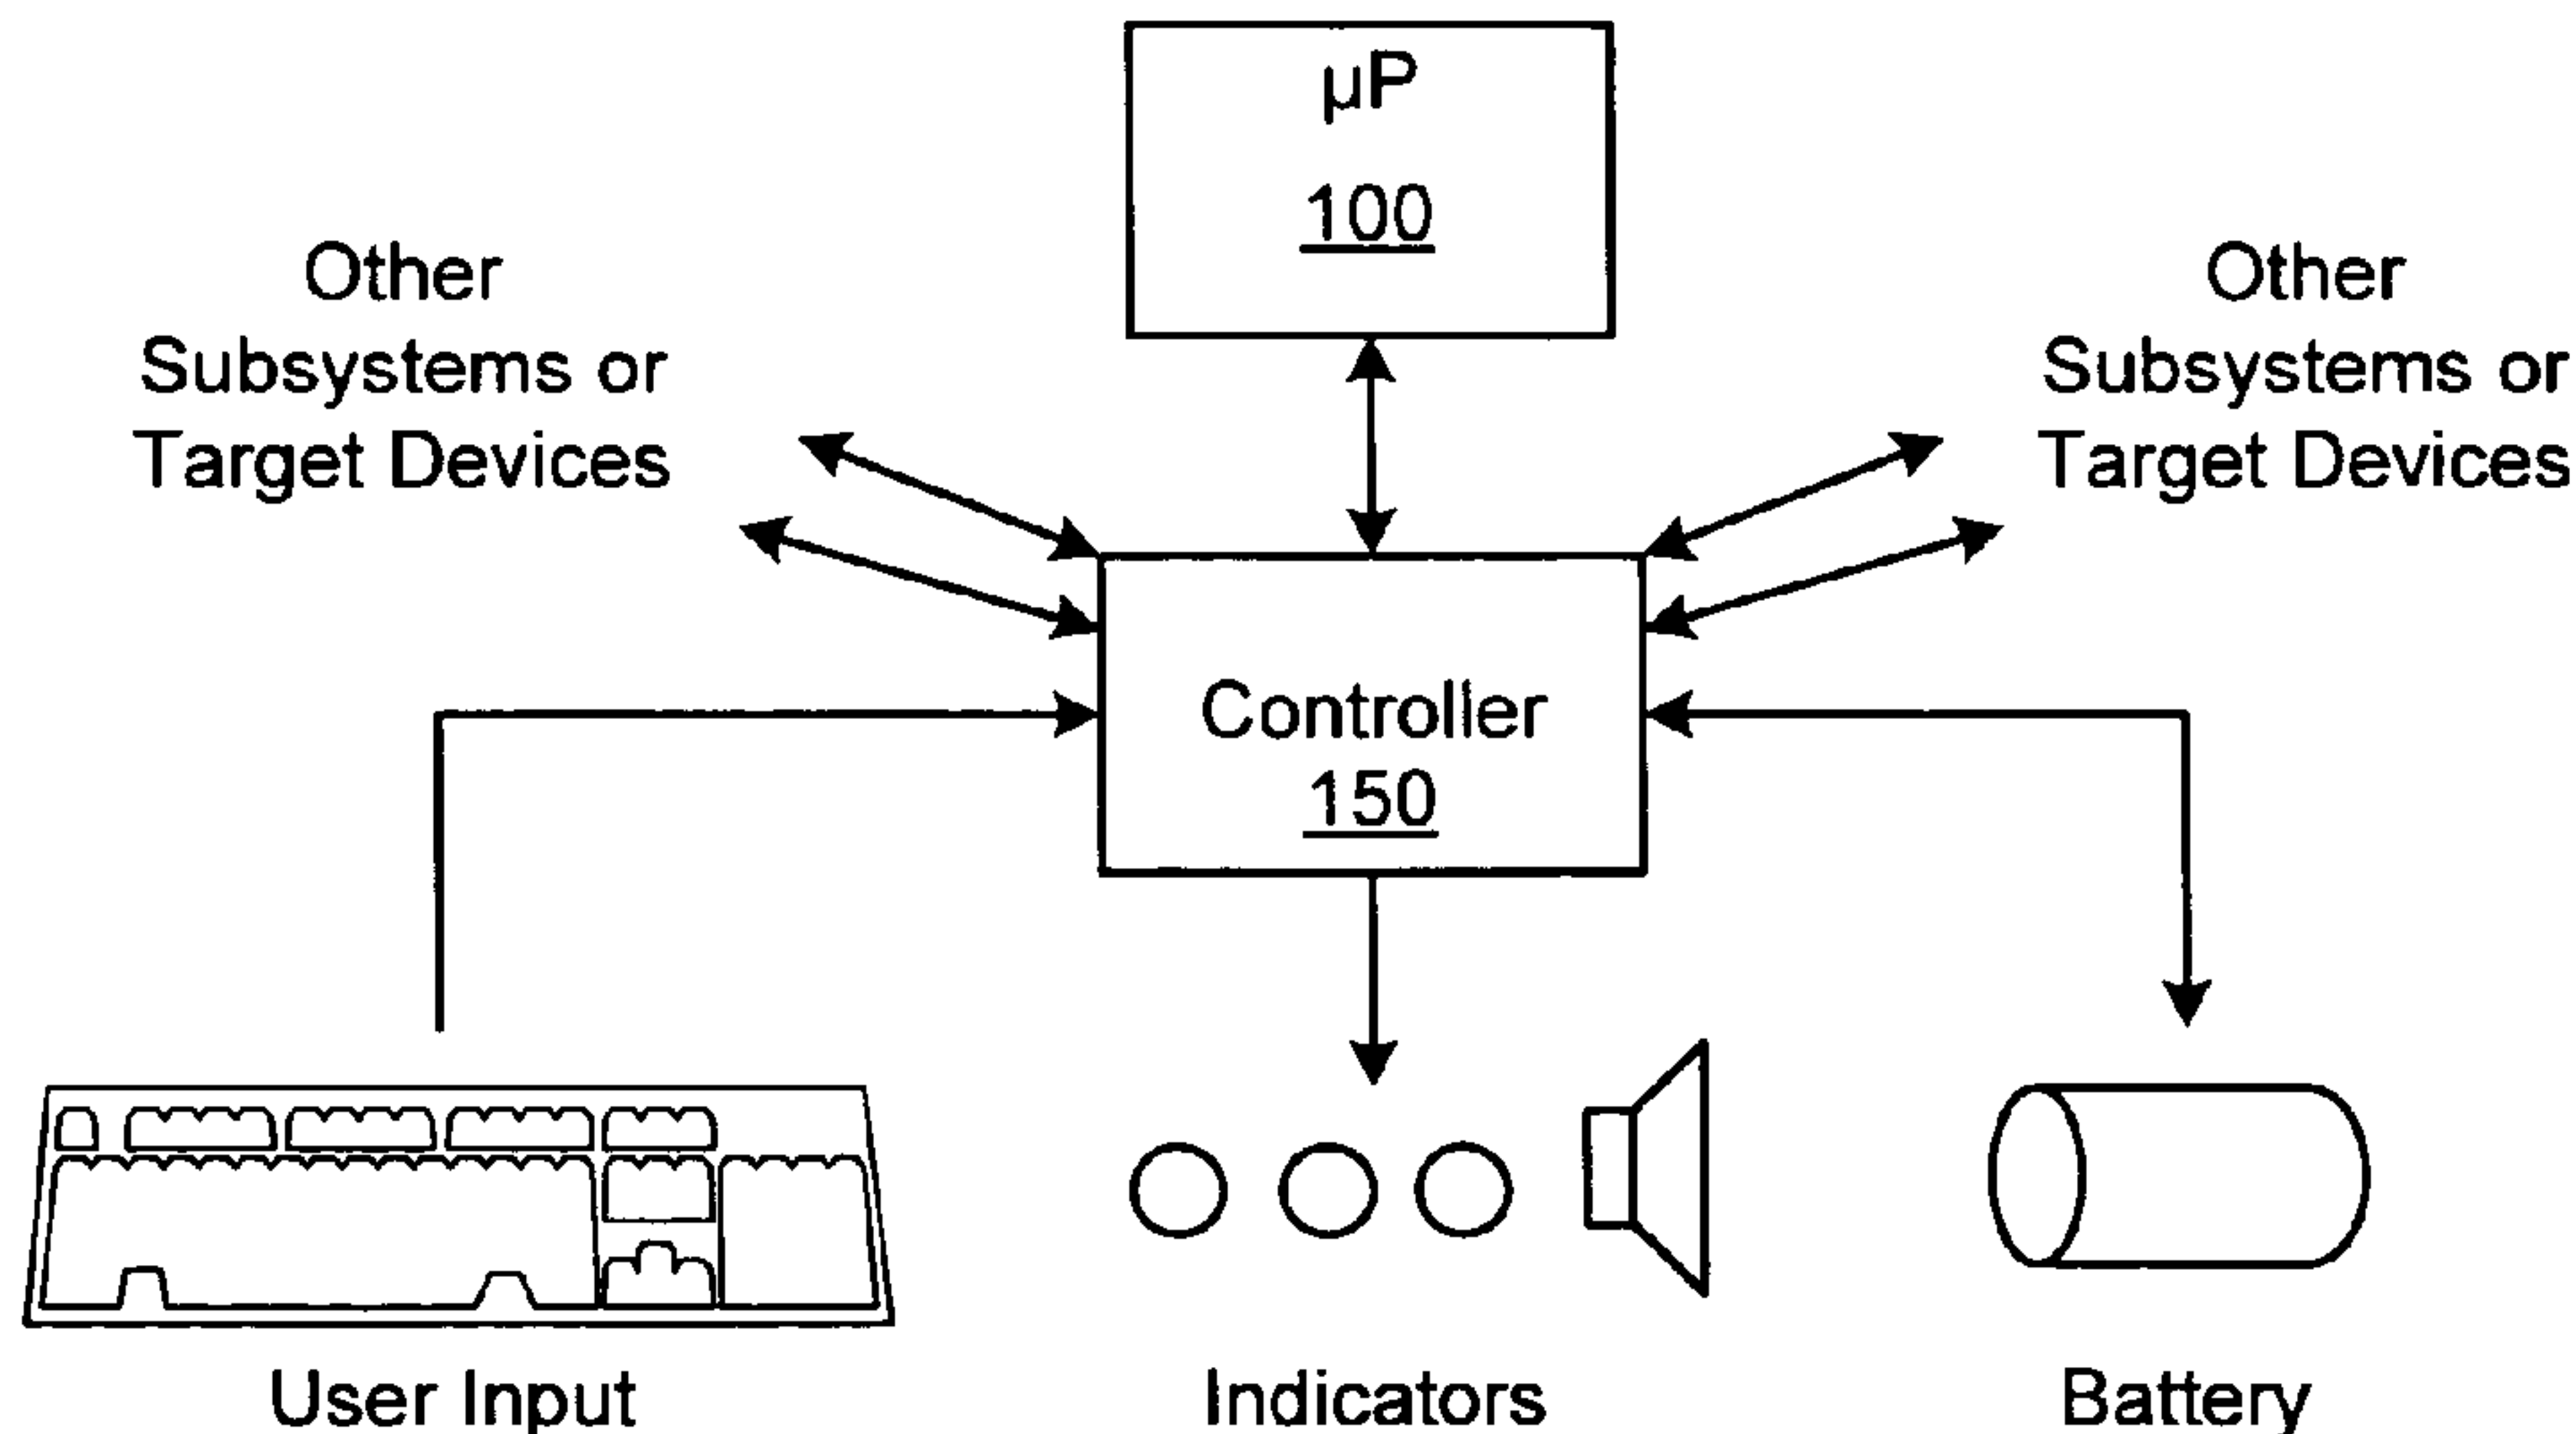 µP
100
Other
Subsystems or
Target Devices
Other
Subsystems or
Target Devices
Controller
150
User Input
Indicators
Battery